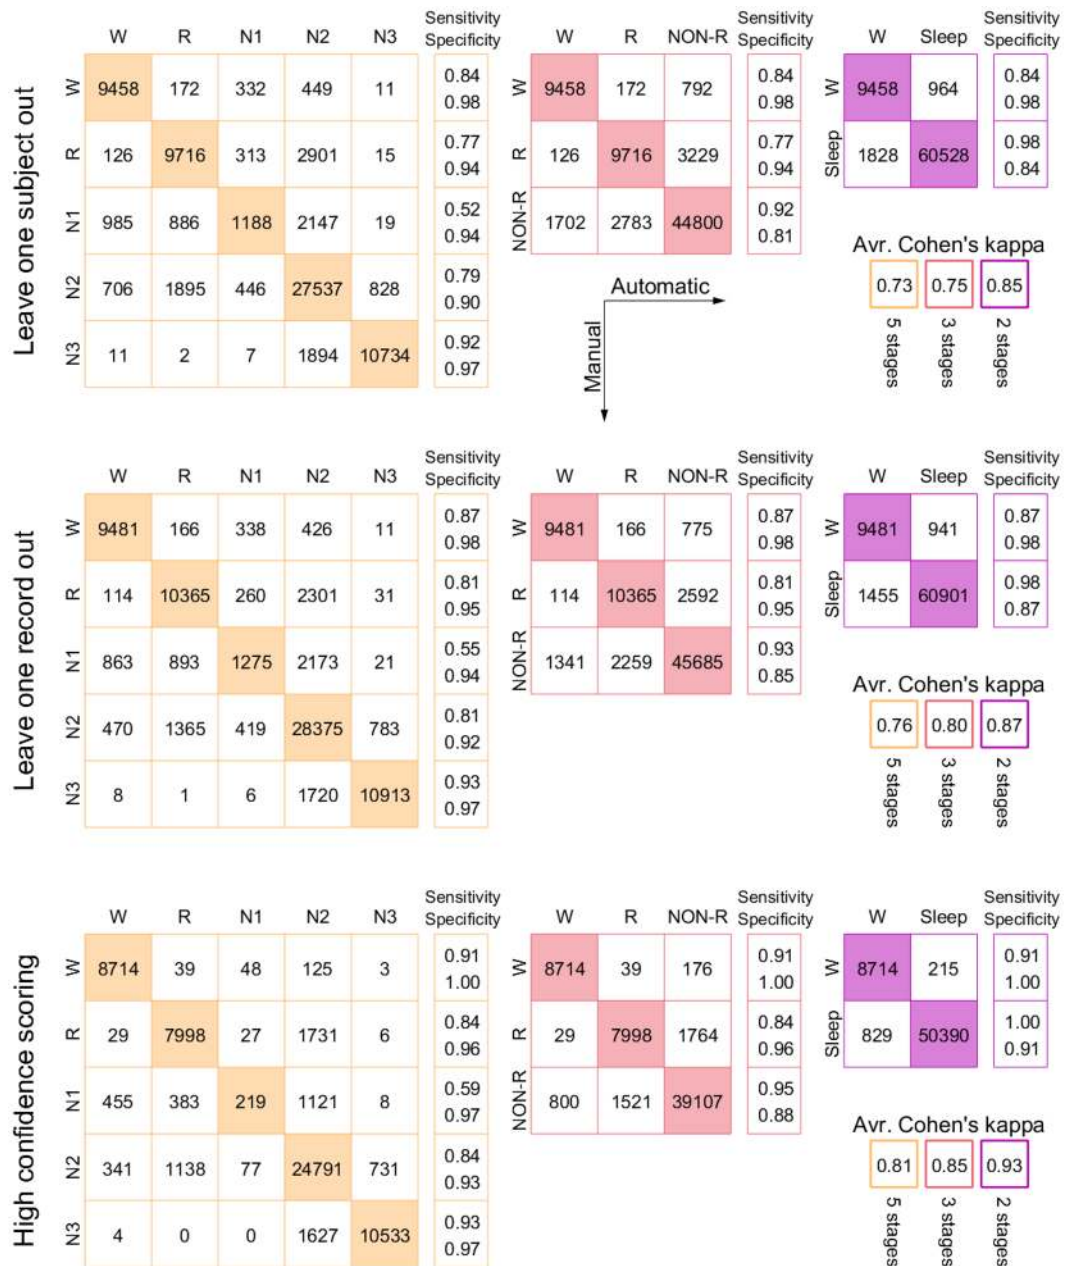 Leave one subject out
W R N1 N2 N3 Sensitivity Specificity
W 9458 172 332 449 11 0.84 0.98
R 126 9716 313 2901 15 0.77 0.94
N1 985 886 1188 2147 19 0.52 0.94
N2 706 1895 446 27537 828 0.79 0.90
N3 11 2 7 1894 10734 0.92 0.97
W R NON-R Sensitivity Specificity
W 9458 172 792 0.84 0.98
R 126 9716 3229 0.77 0.94
NON-R 1702 2783 44800 0.92 0.81
W Sleep Sensitivity Specificity
W 9458 964 0.84 0.98
Sleep 1828 60528 0.98 0.84
Automatic
Manual
Avr. Cohen's kappa
0.73 0.75 0.85
5 stages 3 stages 2 stages
Leave one record out
W R N1 N2 N3 Sensitivity Specificity
W 9481 166 338 426 11 0.87 0.98
R 114 10365 260 2301 31 0.81 0.95
N1 863 893 1275 2173 21 0.55 0.94
N2 470 1365 419 28375 783 0.81 0.92
N3 8 1 6 1720 10913 0.93 0.97
W R NON-R Sensitivity Specificity
W 9481 166 775 0.87 0.98
R 114 10365 2592 0.81 0.95
NON-R 1341 2259 45685 0.93 0.85
W Sleep Sensitivity Specificity
W 9481 941 0.87 0.98
Sleep 1455 60901 0.98 0.87
Avr. Cohen's kappa
0.76 0.80 0.87
5 stages 3 stages 2 stages
High confidence scoring
W R N1 N2 N3 Sensitivity Specificity
W 8714 39 48 125 3 0.91 1.00
R 29 7998 27 1731 6 0.84 0.96
N1 455 383 219 1121 8 0.59 0.97
N2 341 1138 77 24791 731 0.84 0.93
N3 4 0 0 1627 10533 0.93 0.97
W R NON-R Sensitivity Specificity
W 8714 39 176 0.91 1.00
R 29 7998 1764 0.84 0.96
NON-R 800 1521 39107 0.95 0.88
W Sleep Sensitivity Specificity
W 8714 215 0.91 1.00
Sleep 829 50390 1.00 0.91
Avr. Cohen's kappa
0.81 0.85 0.93
5 stages 3 stages 2 stages